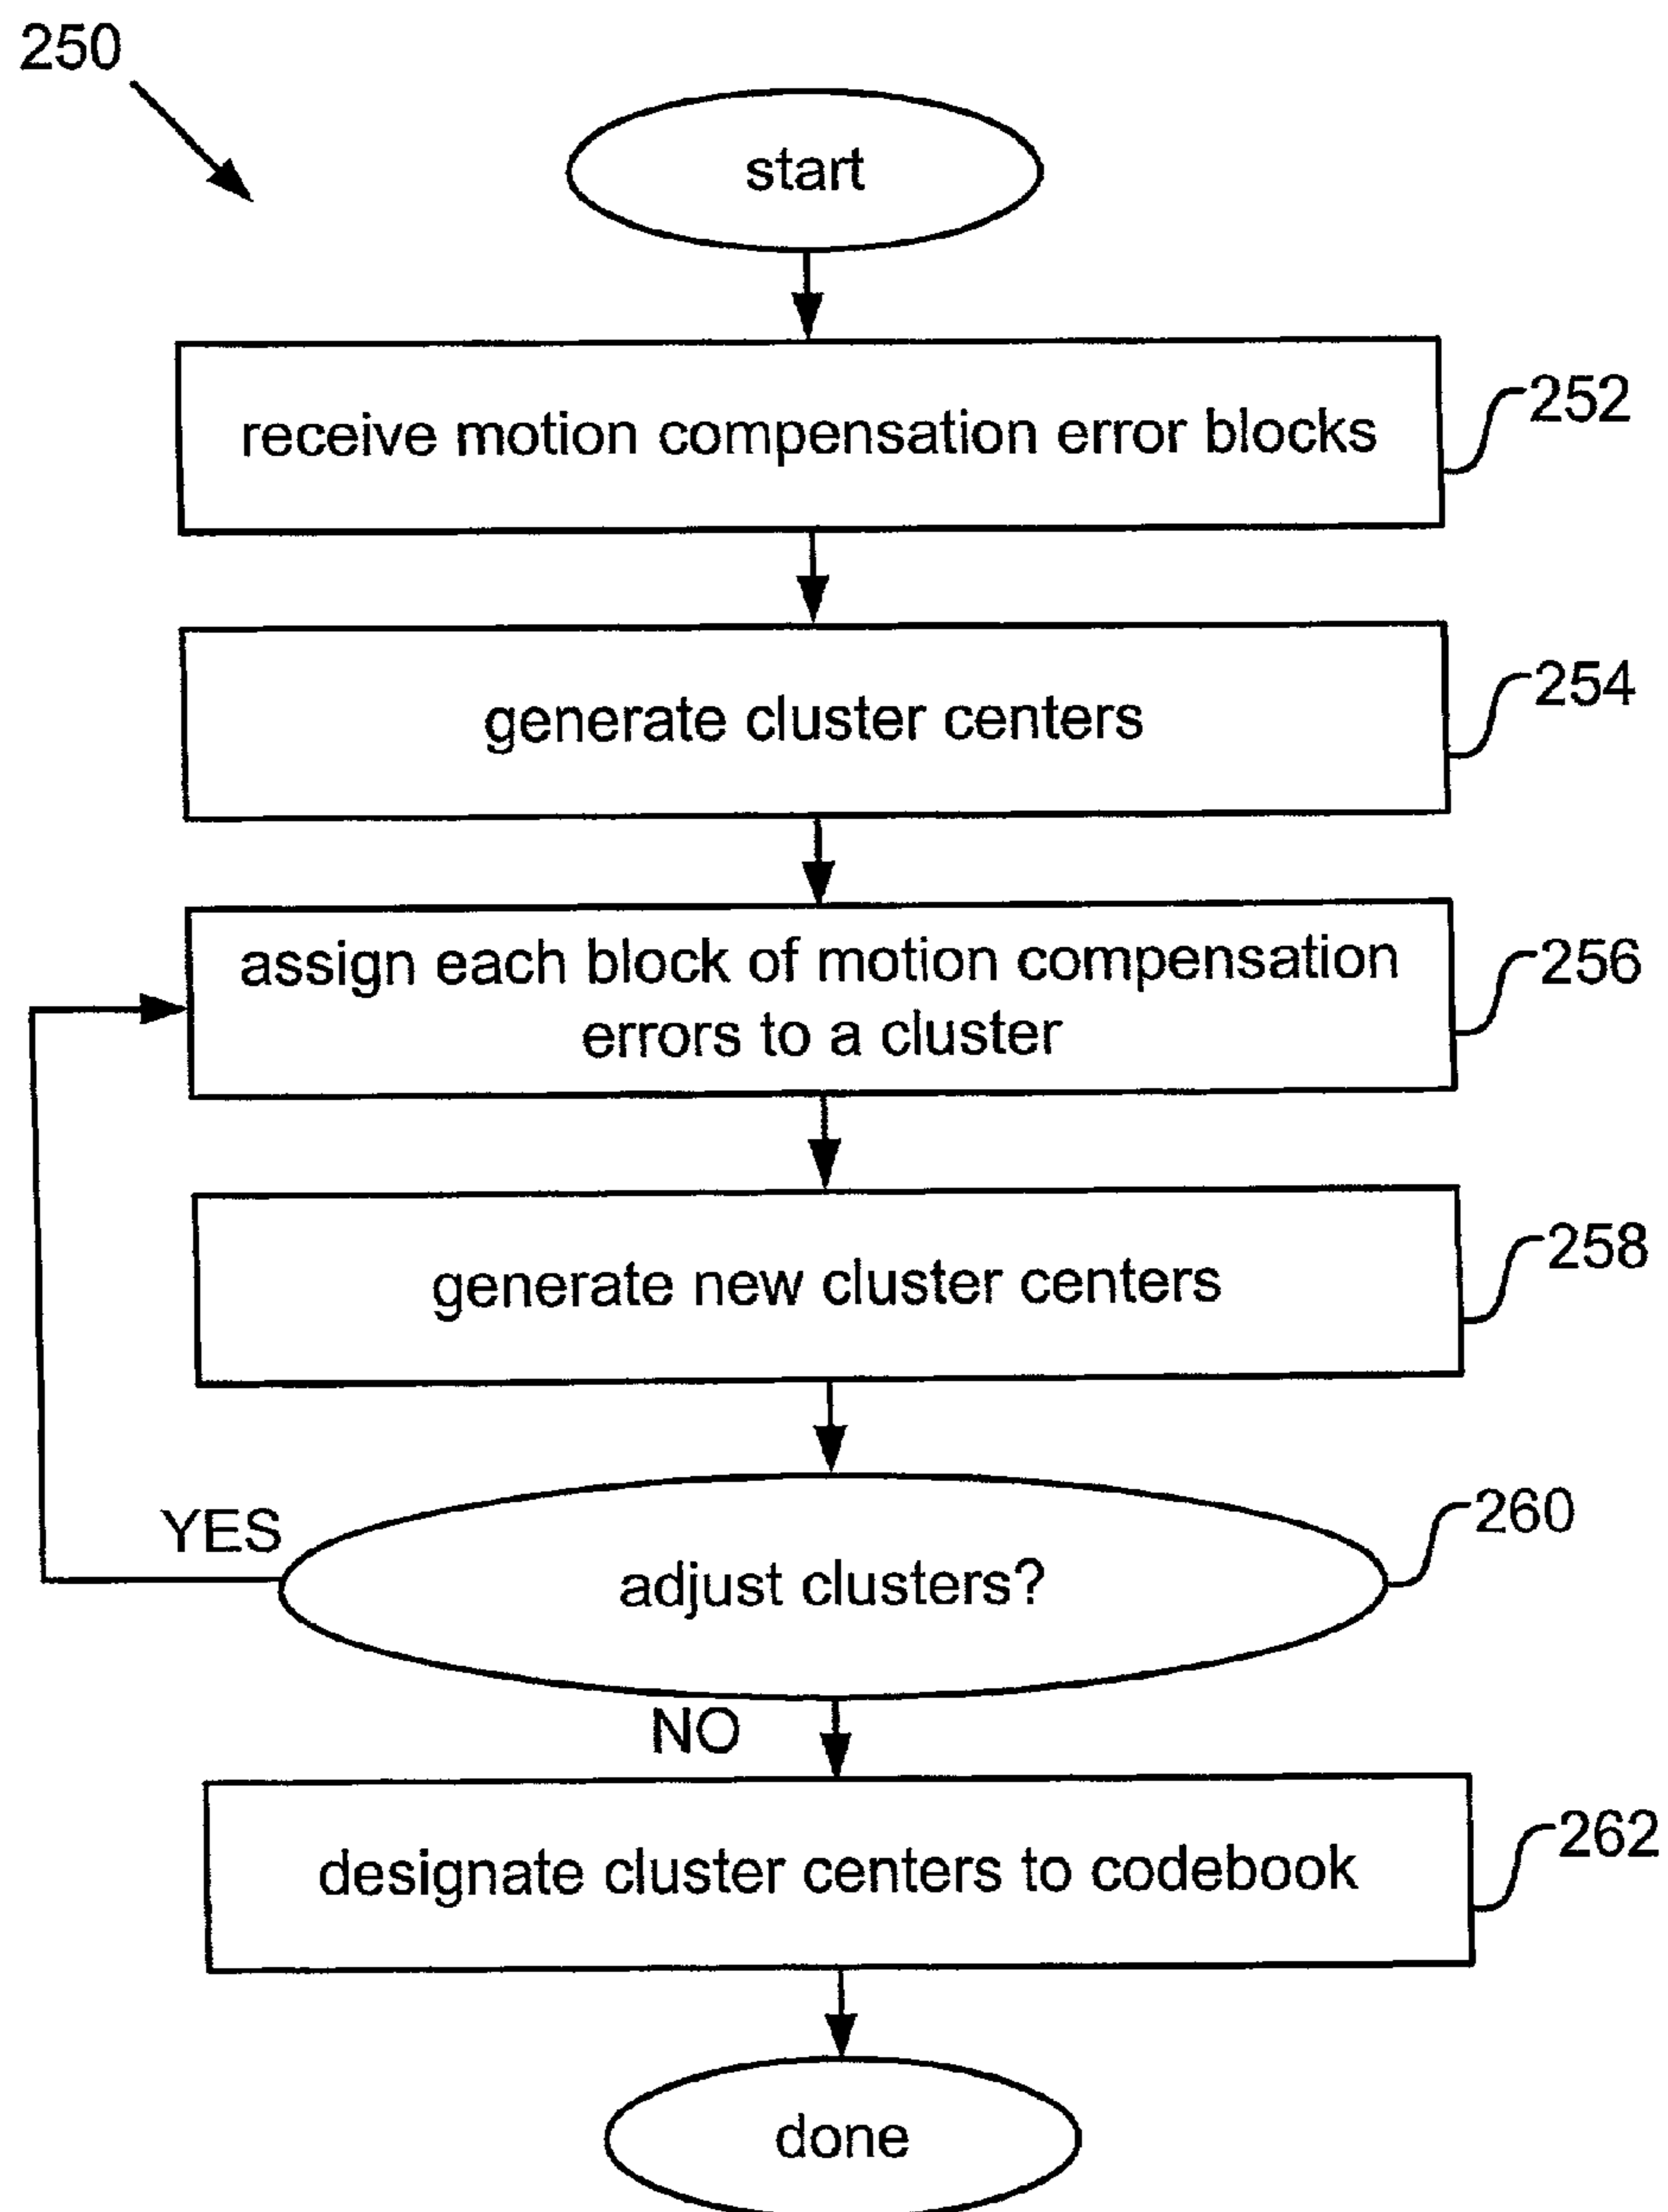 250
start
receive motion compensation error blocks
252
generate cluster centers
254
assign each block of motion compensation
errors to a cluster
256
generate new cluster centers
258
YES
adjust clusters?
260
NO
designate cluster centers to codebook
262
done